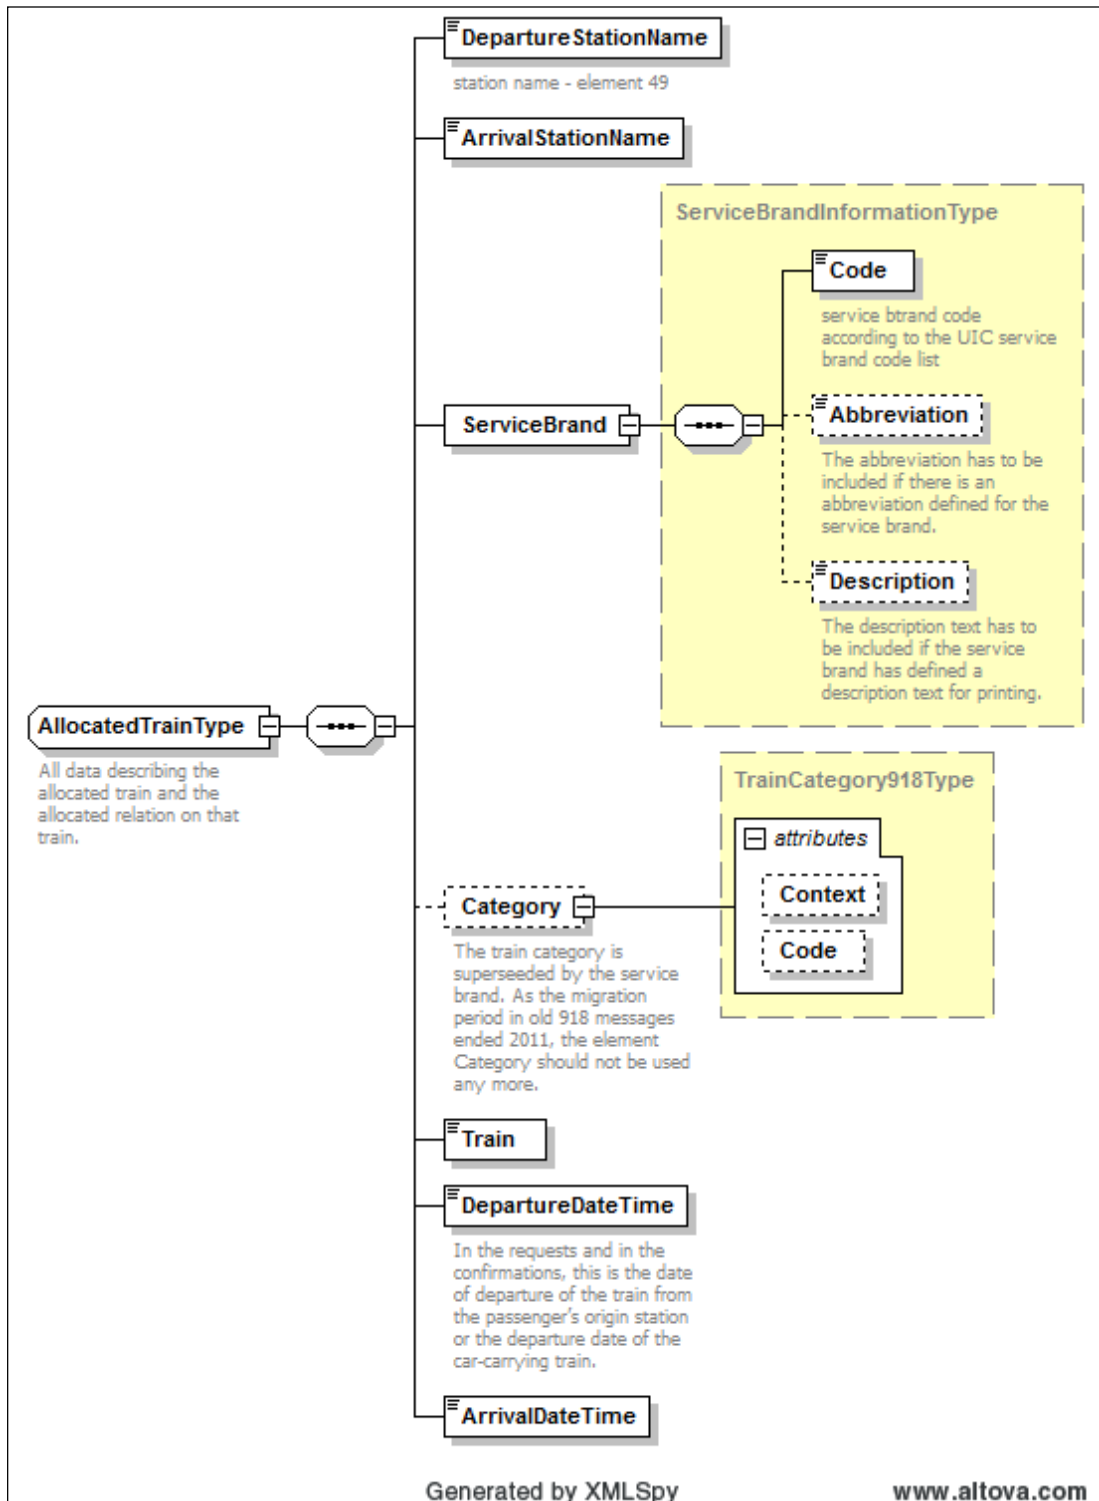 DepartureStationName
station name - element 49
ArrivalStationName
ServiceBrandInformationType
Code
service btrand code
according to the UIC service
brand code list
ServiceBrand
Abbreviation
The abbreviation has to be
included if there is an
abbreviation defined for the
service brand.
Description
The description text has to
be included if the service
brand has defined a
description text for printing.
AllocatedTrainType
All data describing the
allocated train and the
allocated relation on that
train.
TrainCategory918Type
attributes
Context
Code
Category
The train category is
superseeded by the service
brand. As the migration
period in old 918 messages
ended 2011, the element
Category should not be used
any more.
Train
DepartureDateTime
In the requests and in the
confirmations, this is the date
of departure of the train from
the passenger's origin station
or the departure date of the
car-carrying train.
ArrivalDateTime
Generated by XMLSpy
www.altova.com